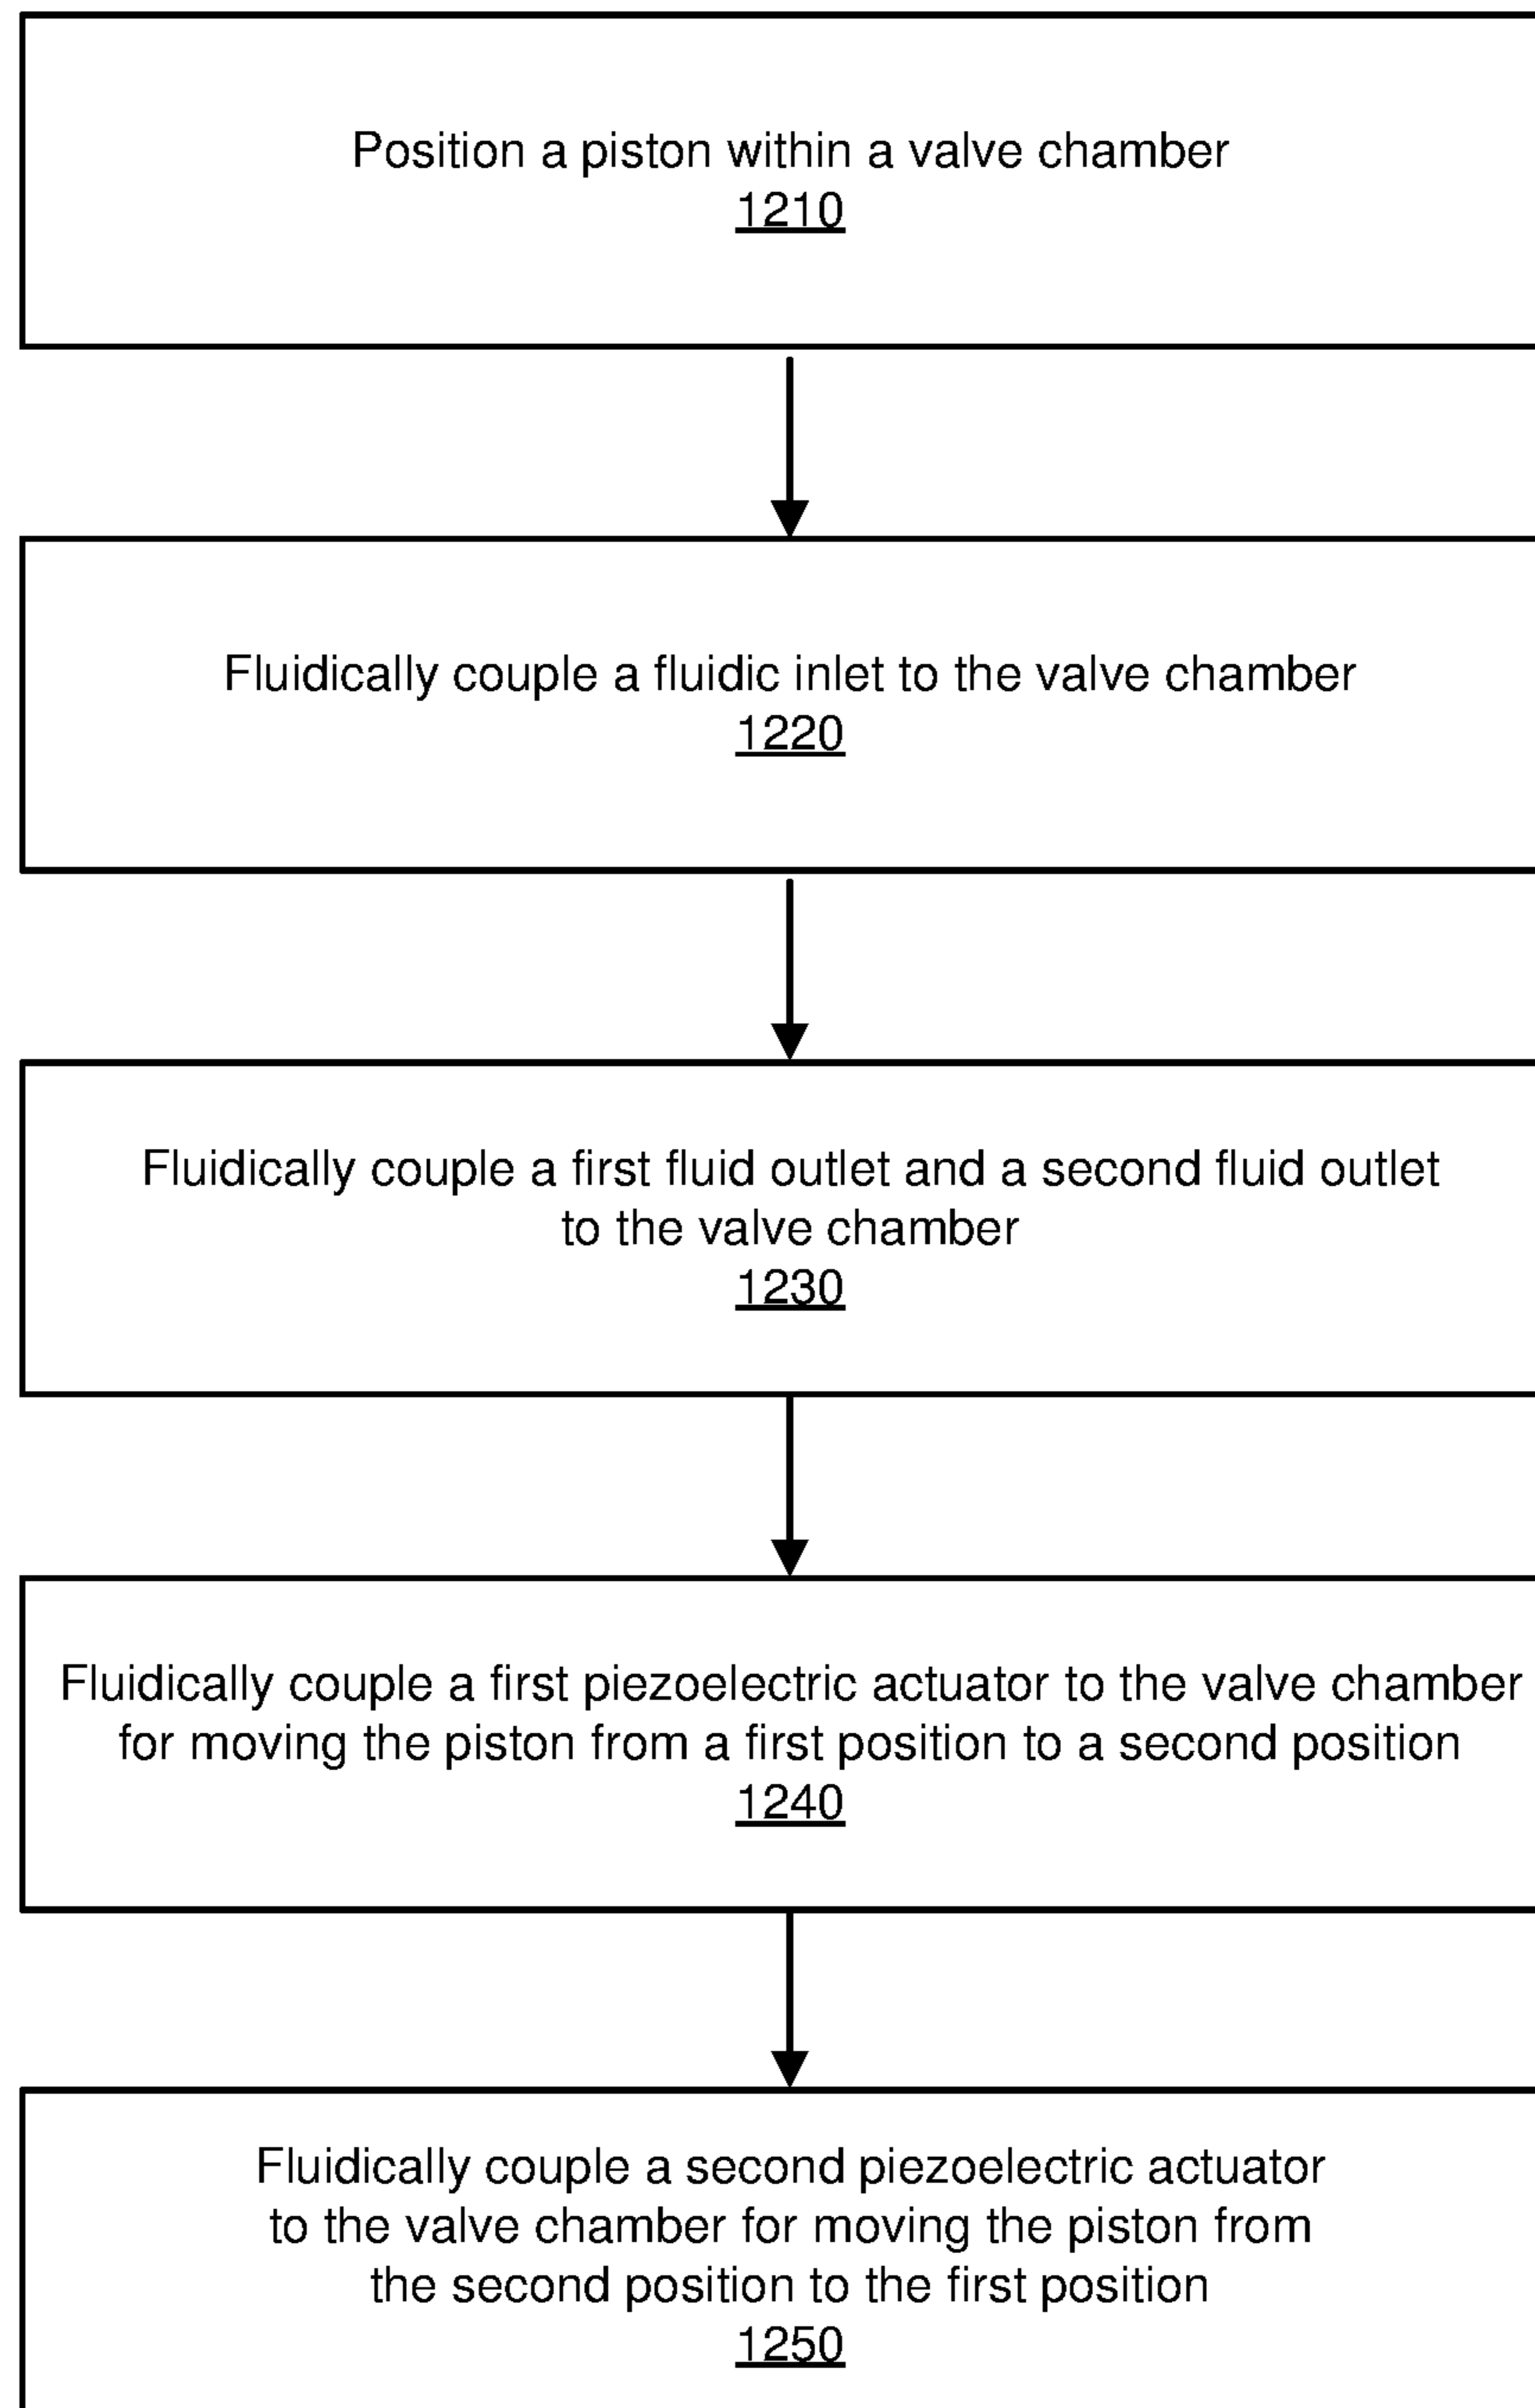 Position a piston within a valve chamber
1210
Fluidically couple a fluidic inlet to the valve chamber
1220
Fluidically couple a first fluid outlet and a second fluid outlet
to the valve chamber
1230
Fluidically couple a first piezoelectric actuator to the valve chamber
for moving the piston from a first position to a second position
1240
Fluidically couple a second piezoelectric actuator
to the valve chamber for moving the piston from
the second position to the first position
1250